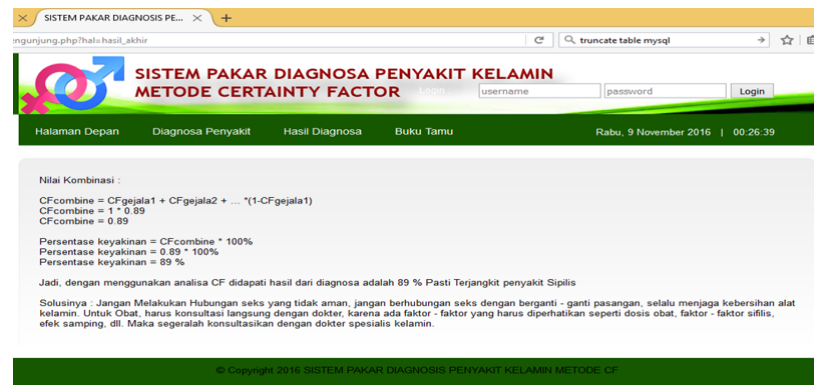 SISTEM PAKAR DIAGNOSIS PE...
engunjung.php?hal=hasil_akhir
truncate table mysql
SISTEM PAKAR DIAGNOSA PENYAKIT KELAMIN
METODE CERTAINTY FACTOR
Login
username
password
Login
Halaman Depan Diagnosa Penyakit Hasil Diagnosa Buku Tamu Rabu, 9 November 2016 | 00:26:39
Nilai Kombinasi :
CFcombine = CFgejala1 + CFgejala2 + ... *(1-CFgejala1)
CFcombine = 1 * 0.89
CFcombine = 0.89
Persentase keyakinan = CFcombine * 100%
Persentase keyakinan = 0.89 * 100%
Persentase keyakinan = 89 %
Jadi, dengan menggunakan analisa CF didapati hasil dari diagnosa adalah 89 % Pasti Terjangkit penyakit Sipilis
Solusinya : Jangan Melakukan Hubungan seks yang tidak aman, jangan berhubungan seks dengan berganti - ganti pasangan, selalu menjaga kebersihan alat
kelamin. Untuk Obat, harus konsultasi langsung dengan dokter, karena ada faktor - faktor yang harus diperhatikan seperti dosis obat, faktor - faktor sifilis,
efek samping, dll. Maka segeralah konsultasikan dengan dokter spesialis kelamin.
© Copyright 2016 SISTEM PAKAR DIAGNOSIS PENYAKIT KELAMIN METODE CF